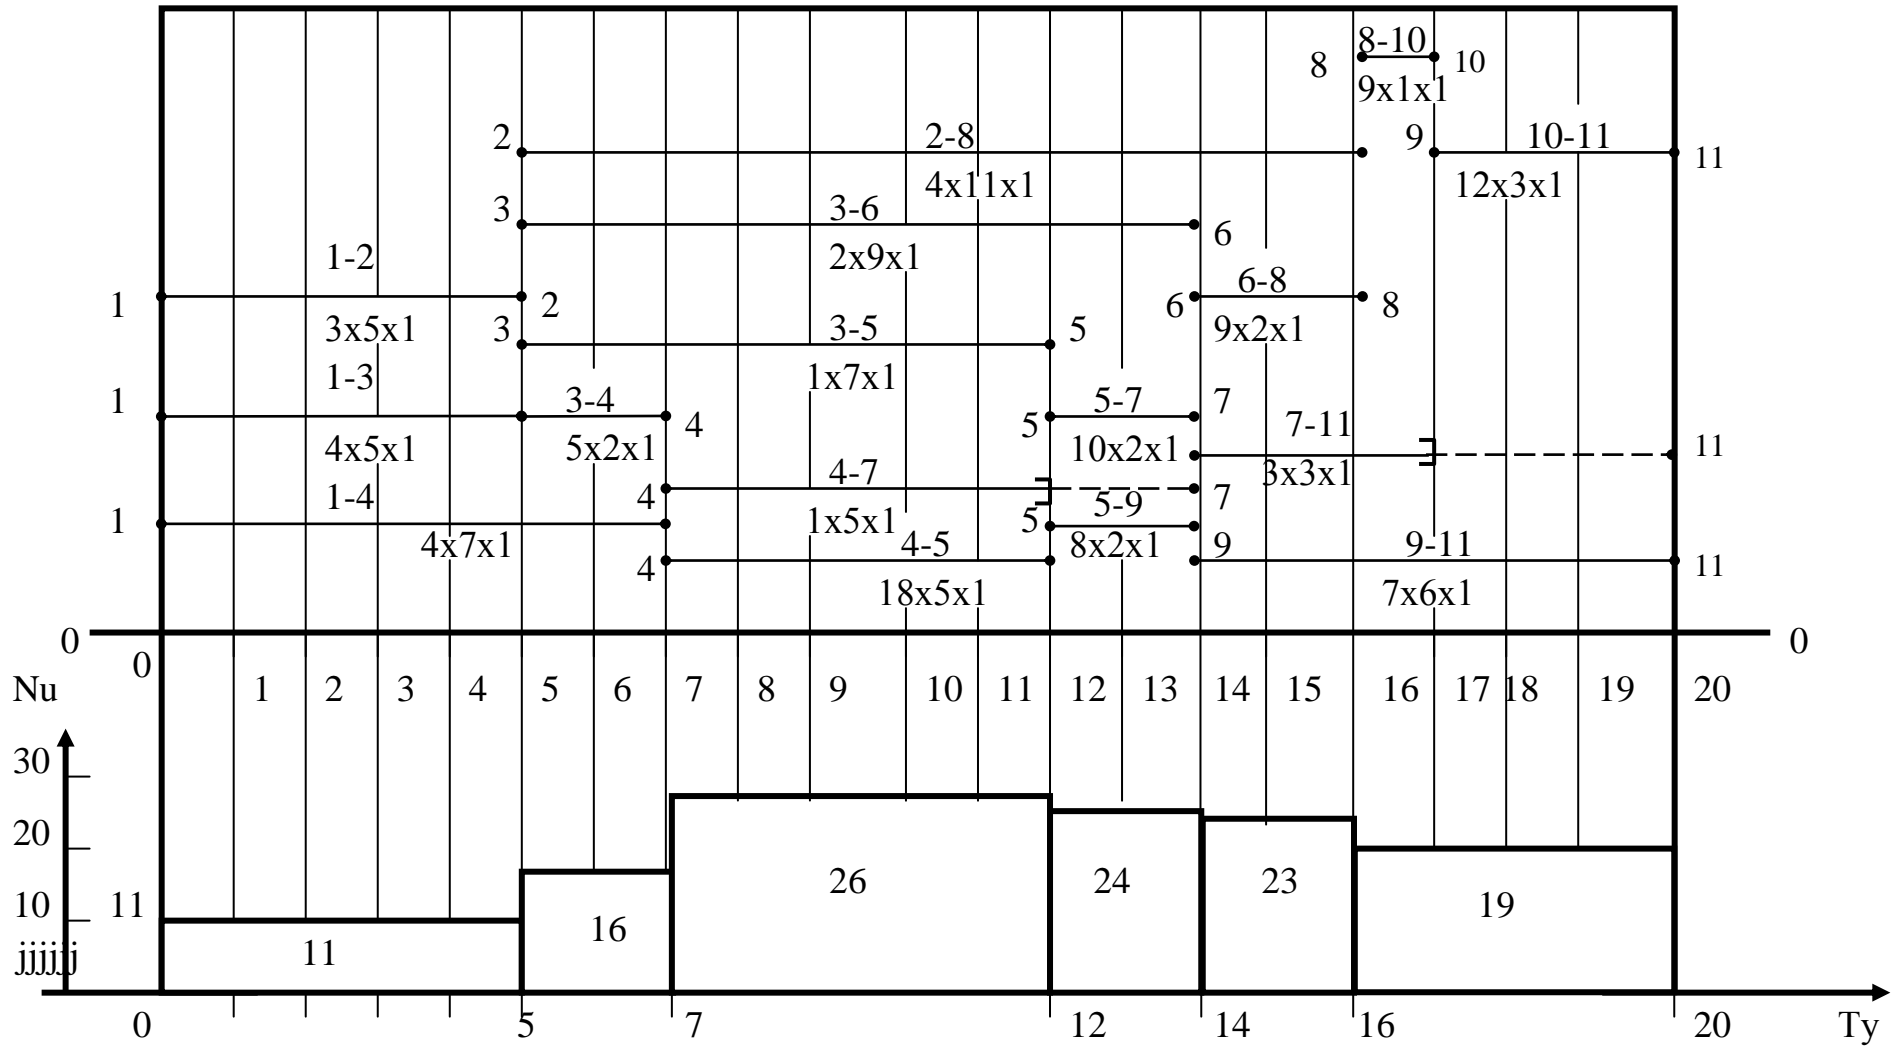 8-10
8 10
9x1x1
2 2-8 9 10-11 11
4x11x1 12x3x1
3 3-6 6
1-2 2x9x1
1 2 6 6-8 8
3x5x1 3 3-5 5 9x2x1
1-3 1x7x1
1 3-4 4 5 5-7 7 7-11
4x5x1 5x2x1 10x2x1 11
1-4 4 4-7 7 3x3x1
1 1x5x1 5 5-9
4x7x1 4 4-5 8x2x1 9 9-11 11
18x5x1 7x6x1
0 0
0
Nu 1 2 3 4 5 6 7 8 9 10 11 12 13 14 15 16 17 18 19 20
30
20
26 24 23
10 11 16 19
jjjjjj 11
0 5 7 12 14 16 20 Ty